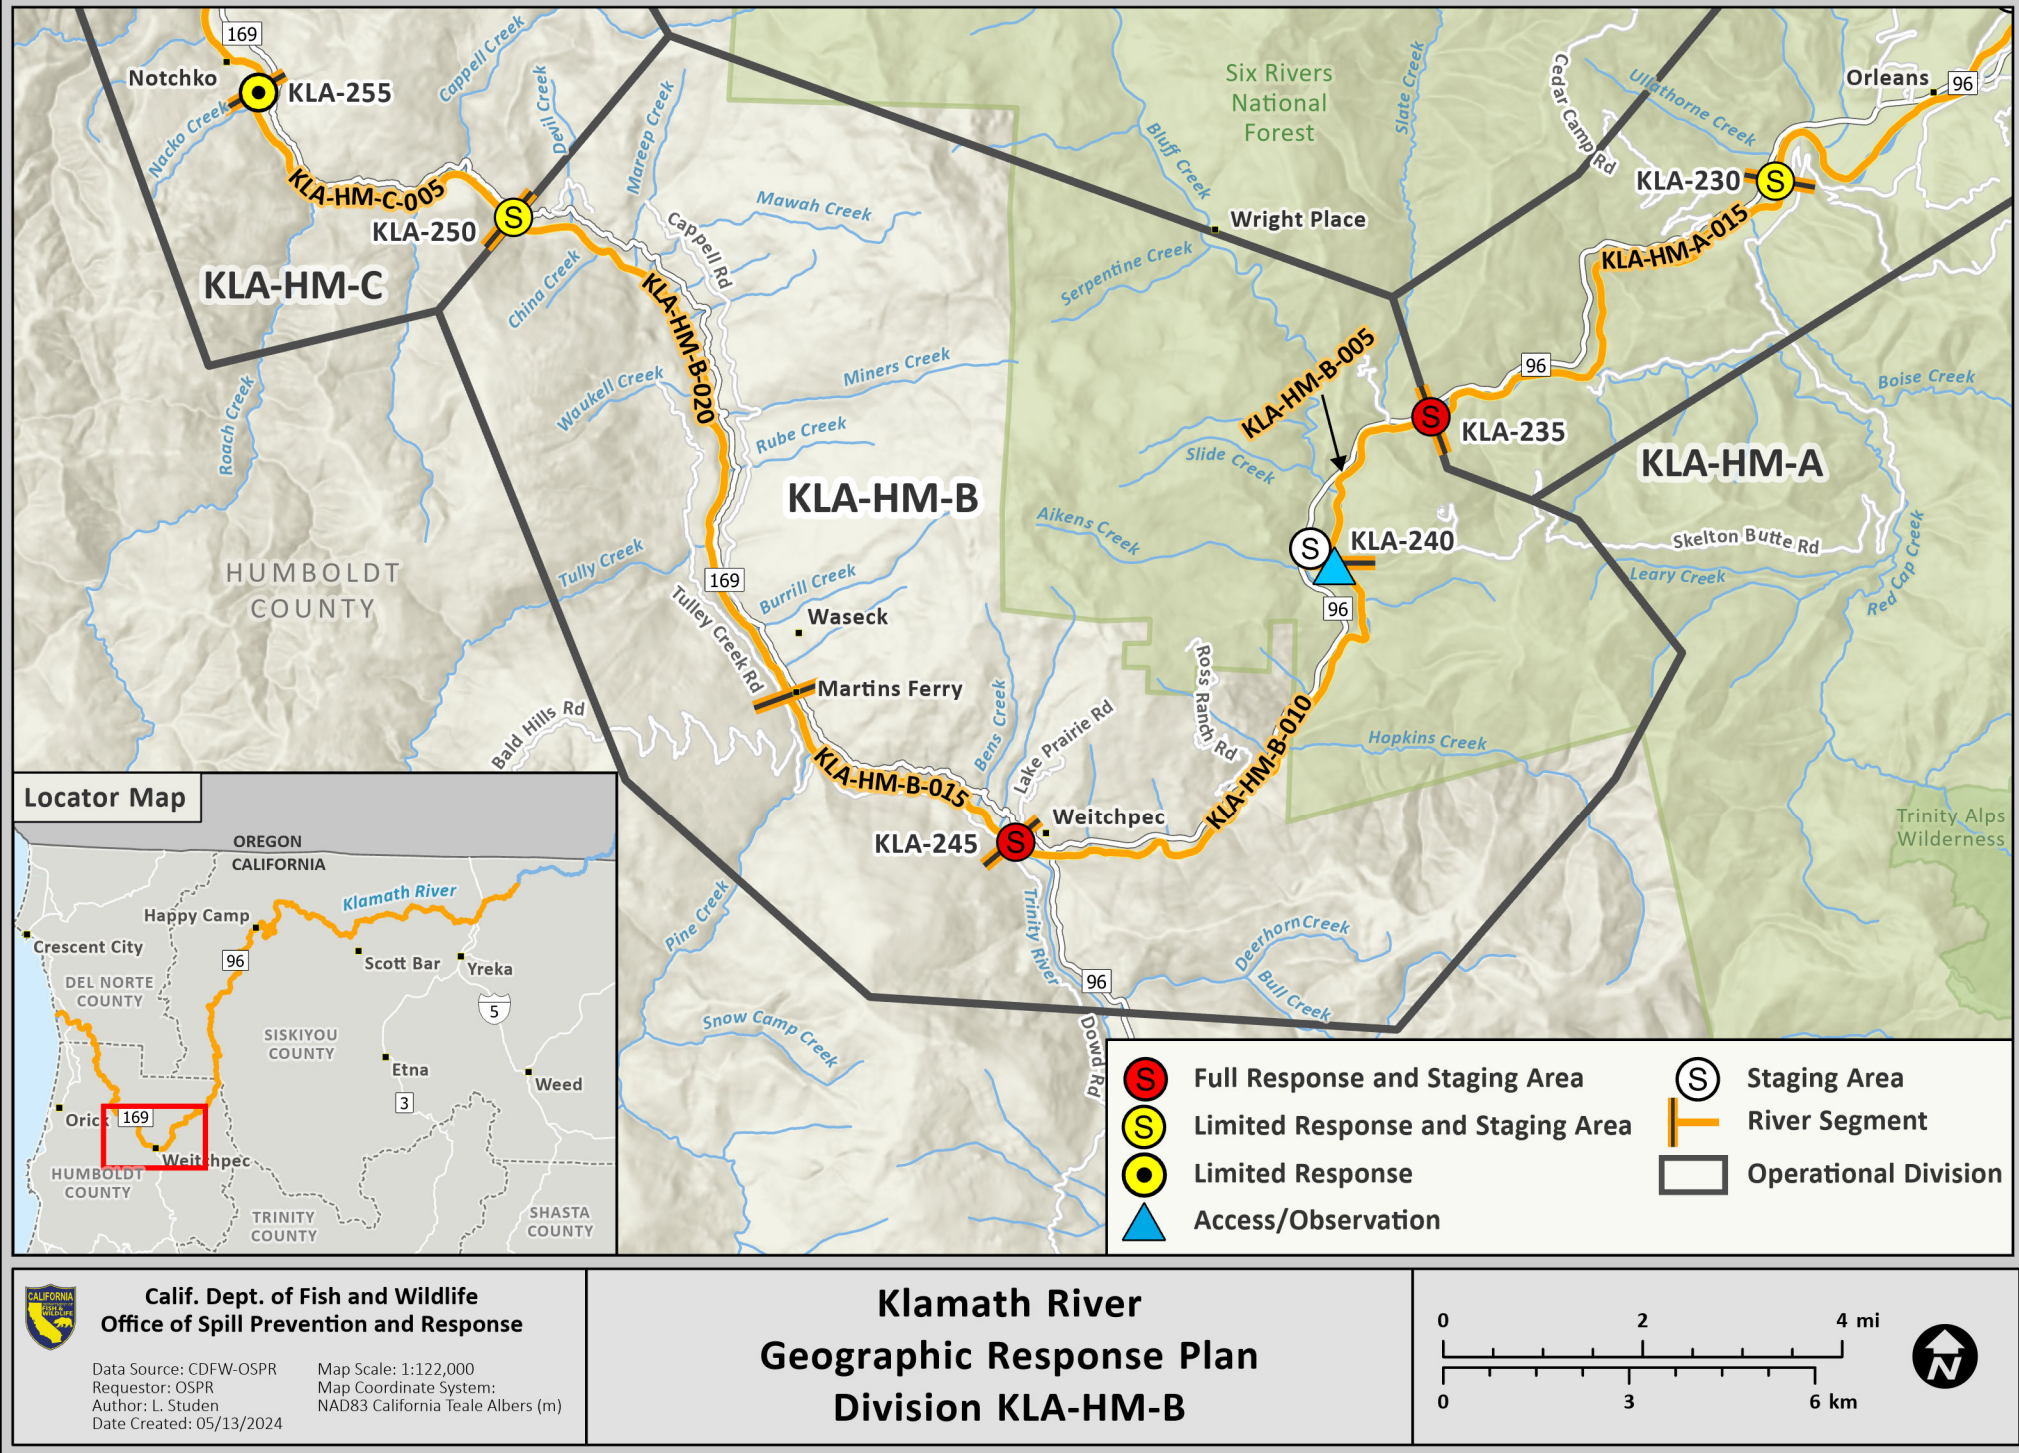 169
Notchko
KLA-255
Nacko Creek
Cappell Creek
Devil Creek
Mareep Creek
KLA-HM-C-005
KLA-250
KLA-HM-C
Roach Creek
China Creek
Cappell Rd
Mawah Creek
KLA-HM-B-020
Waukell Creek
Miners Creek
Rube Creek
KLA-HM-B
Six Rivers
National
Forest
Bluff Creek
Slate Creek
Cedar Camp Rd
Ullathorne Creek
Orleans
96
KLA-230
KLA-HM-A-015
Wright Place
Serpentine Creek
KLA-HM-B-005
96
KLA-235
Boise Creek
KLA-HM-A
Slide Creek
Aikens Creek
KLA-240
Skelton Butte Rd
Leary Creek
Red Cap Creek
96
HUMBOLDT
COUNTY
Tully Creek
169
Burrill Creek
Waseck
Tulley Creek Rd
Martins Ferry
Bald Hills Rd
Bens Creek
Lake Prairie Rd
Ross Ranch Rd
KLA-HM-B-010
Hopkins Creek
KLA-HM-B-015
Weitchpec
KLA-245
S
S
S
S
S
Trinity Alps
Wilderness
Pine Creek
Trinity River
Deerhorn Creek
Bull Creek
96
Snow Camp Creek
Dowd Rd
Locator Map
OREGON
CALIFORNIA
Klamath River
Happy Camp
Crescent City
96
Scott Bar
Yreka
DEL NORTE
COUNTY
5
SISKIYOU
COUNTY
Etna
Weed
3
Orick
169
Weitchpec
HUMBOLDT
COUNTY
TRINITY
COUNTY
SHASTA
COUNTY
S Full Response and Staging Area
S Limited Response and Staging Area
Limited Response
Access/Observation
S Staging Area
River Segment
Operational Division
CALIFORNIA
FISH &
WILDLIFE
Calif. Dept. of Fish and Wildlife
Office of Spill Prevention and Response
Data Source: CDFW-OSPR
Requestor: OSPR
Author: L. Studen
Date Created: 05/13/2024
Map Scale: 1:122,000
Map Coordinate System:
NAD83 California Teale Albers (m)
Klamath River
Geographic Response Plan
Division KLA-HM-B
0 2 4 mi
0 3 6 km
N